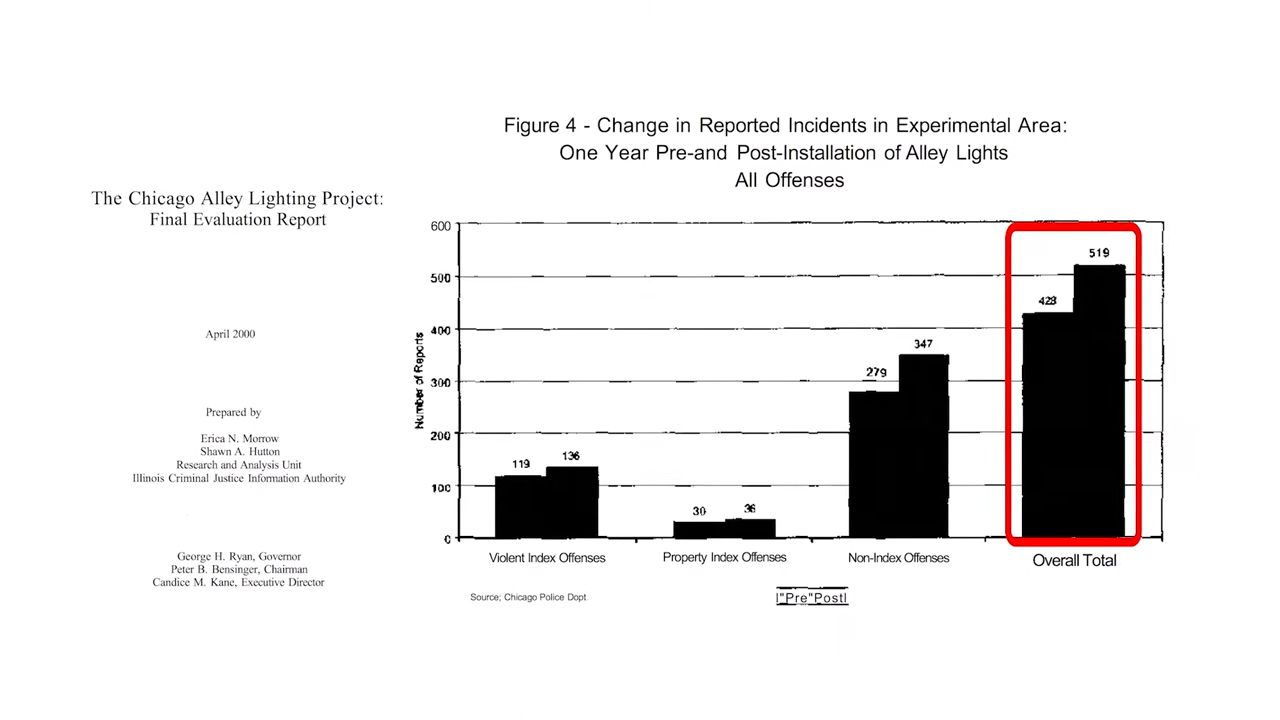 The Chicago Alley Lighting Project:
Final Evaluation Report
April 2000
Prepared by
Erica N. Morrow
Shawn A. Hutton
Research and Analysis Unit
Illinois Criminal Justice Information Authority
George H. Ryan, Governor
Peter B. Bensinger, Chairman
Candice M. Kane, Executive Director
Figure 4 - Change in Reported Incidents in Experimental Area:
One Year Pre-and Post-Installation of Alley Lights
All Offenses
Number of Reports
600
500
400
300
200
100
0
119
136
30
36
279
347
428
519
Violent Index Offenses
Property Index Offenses
Non-Index Offenses
Overall Total
Source; Chicago Police Dopt.
l"Pre"Postl